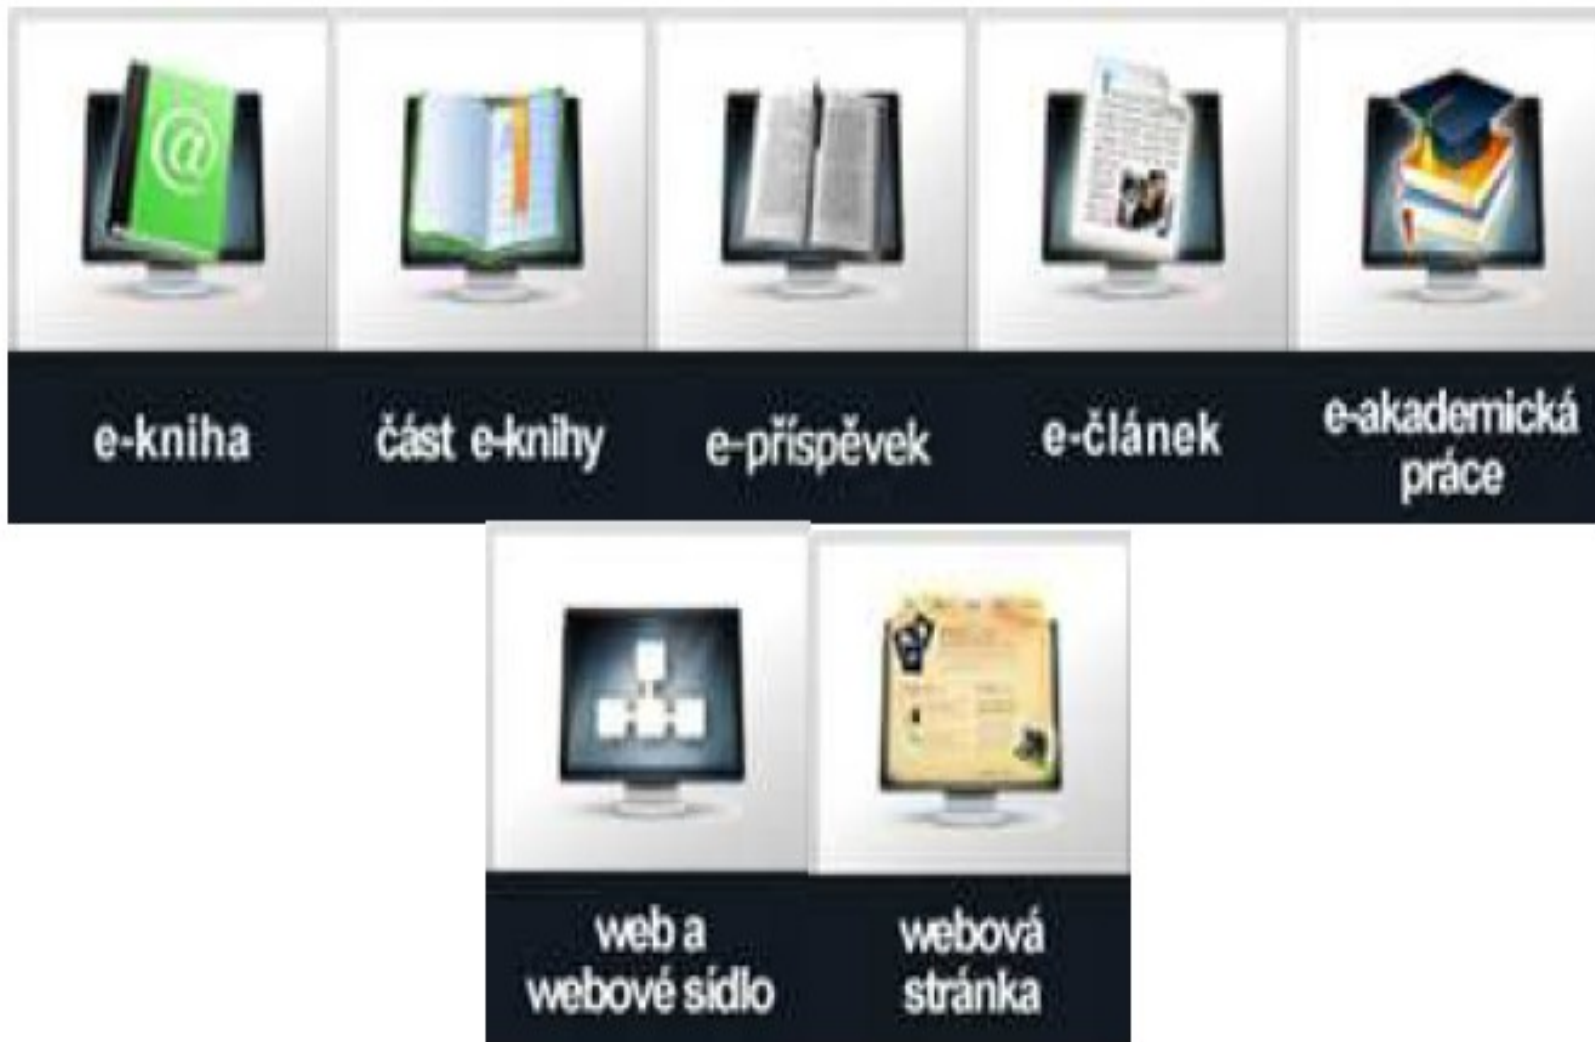 @
e-kniha
část e-knihy
e-příspěvek
e-článek
e-akademická
práce
web a
webové sídlo
webová
stránka